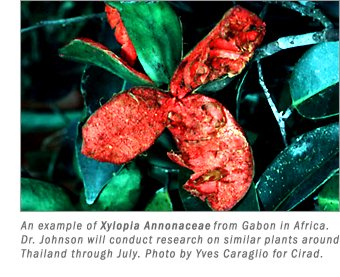 An example of Xylopia Annonaceae from Gabon in Africa.
Dr. Johnson will conduct research on similar plants around
Thailand through July. Photo by Yves Caraglio for Cirad.